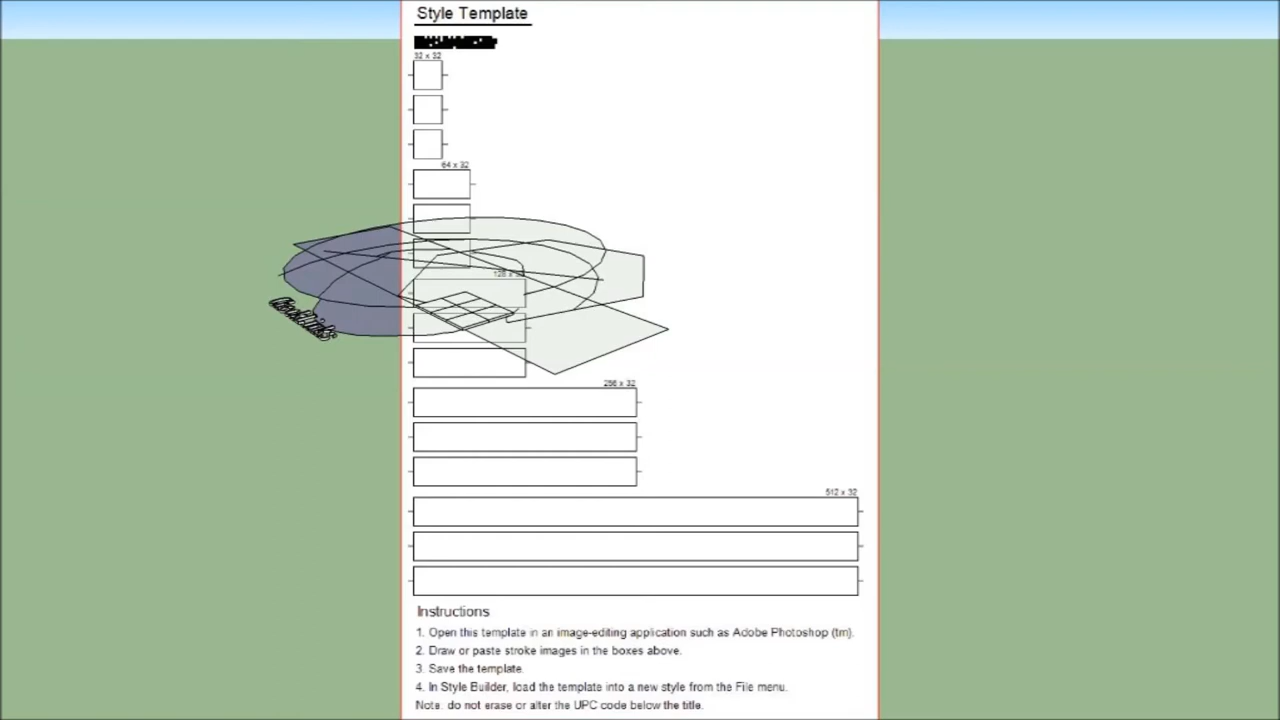 Style Template
32 x 32
64 x 32
128 x 32
256 x 32
512 x 32
Instructions
1. Open this template in an image-editing application such as Adobe Photoshop (tm).
2. Draw or paste stroke images in the boxes above.
3. Save the template.
4. In Style Builder, load the template into a new style from the File menu.
Note: do not erase or alter the UPC code below the title.